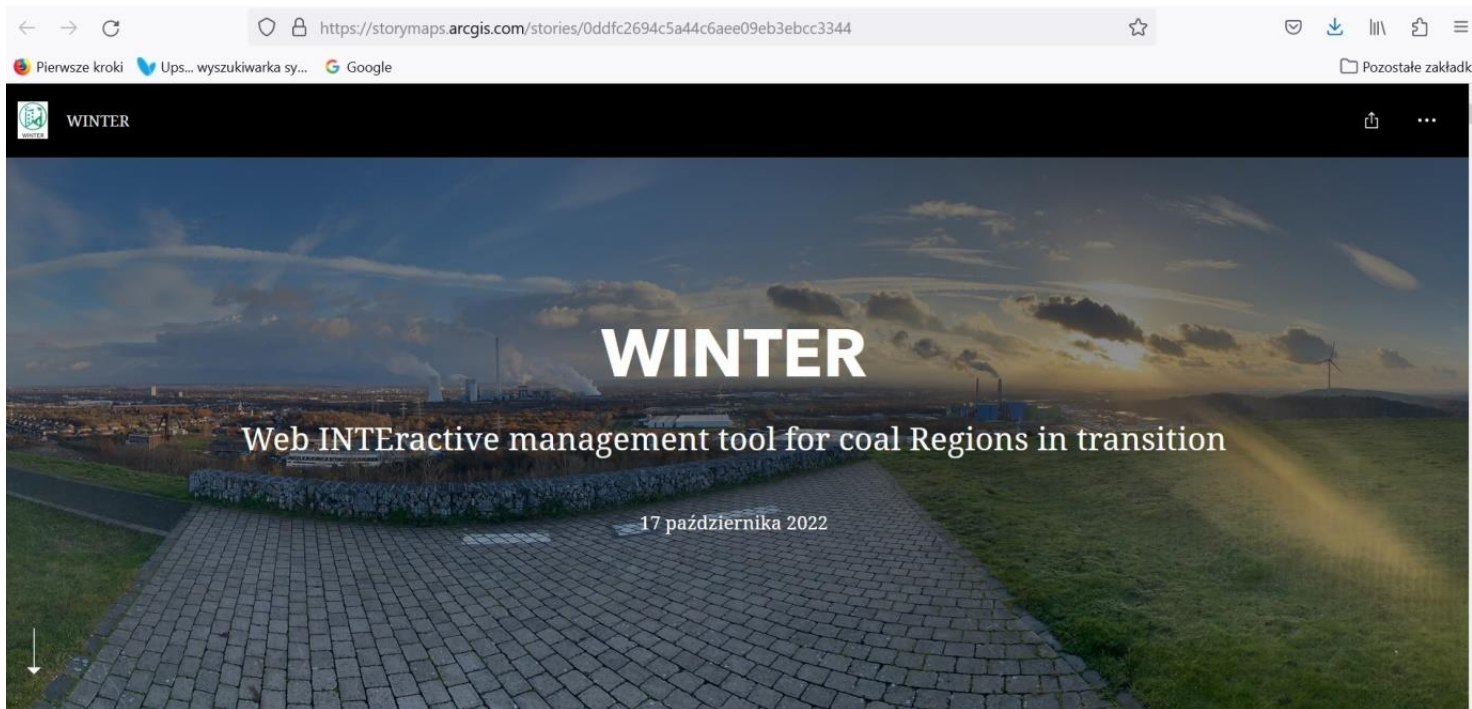 https://storymaps.arcgis.com/stories/0ddfc2694c5a44c6aee09eb3ebcc3344
Pierwsze kroki Ups... wyszukiwarka sy... Google Pozostałe zakładk
WINTER WINTER
WINTER
Web INTEractive management tool for coal Regions in transition
17 października 2022